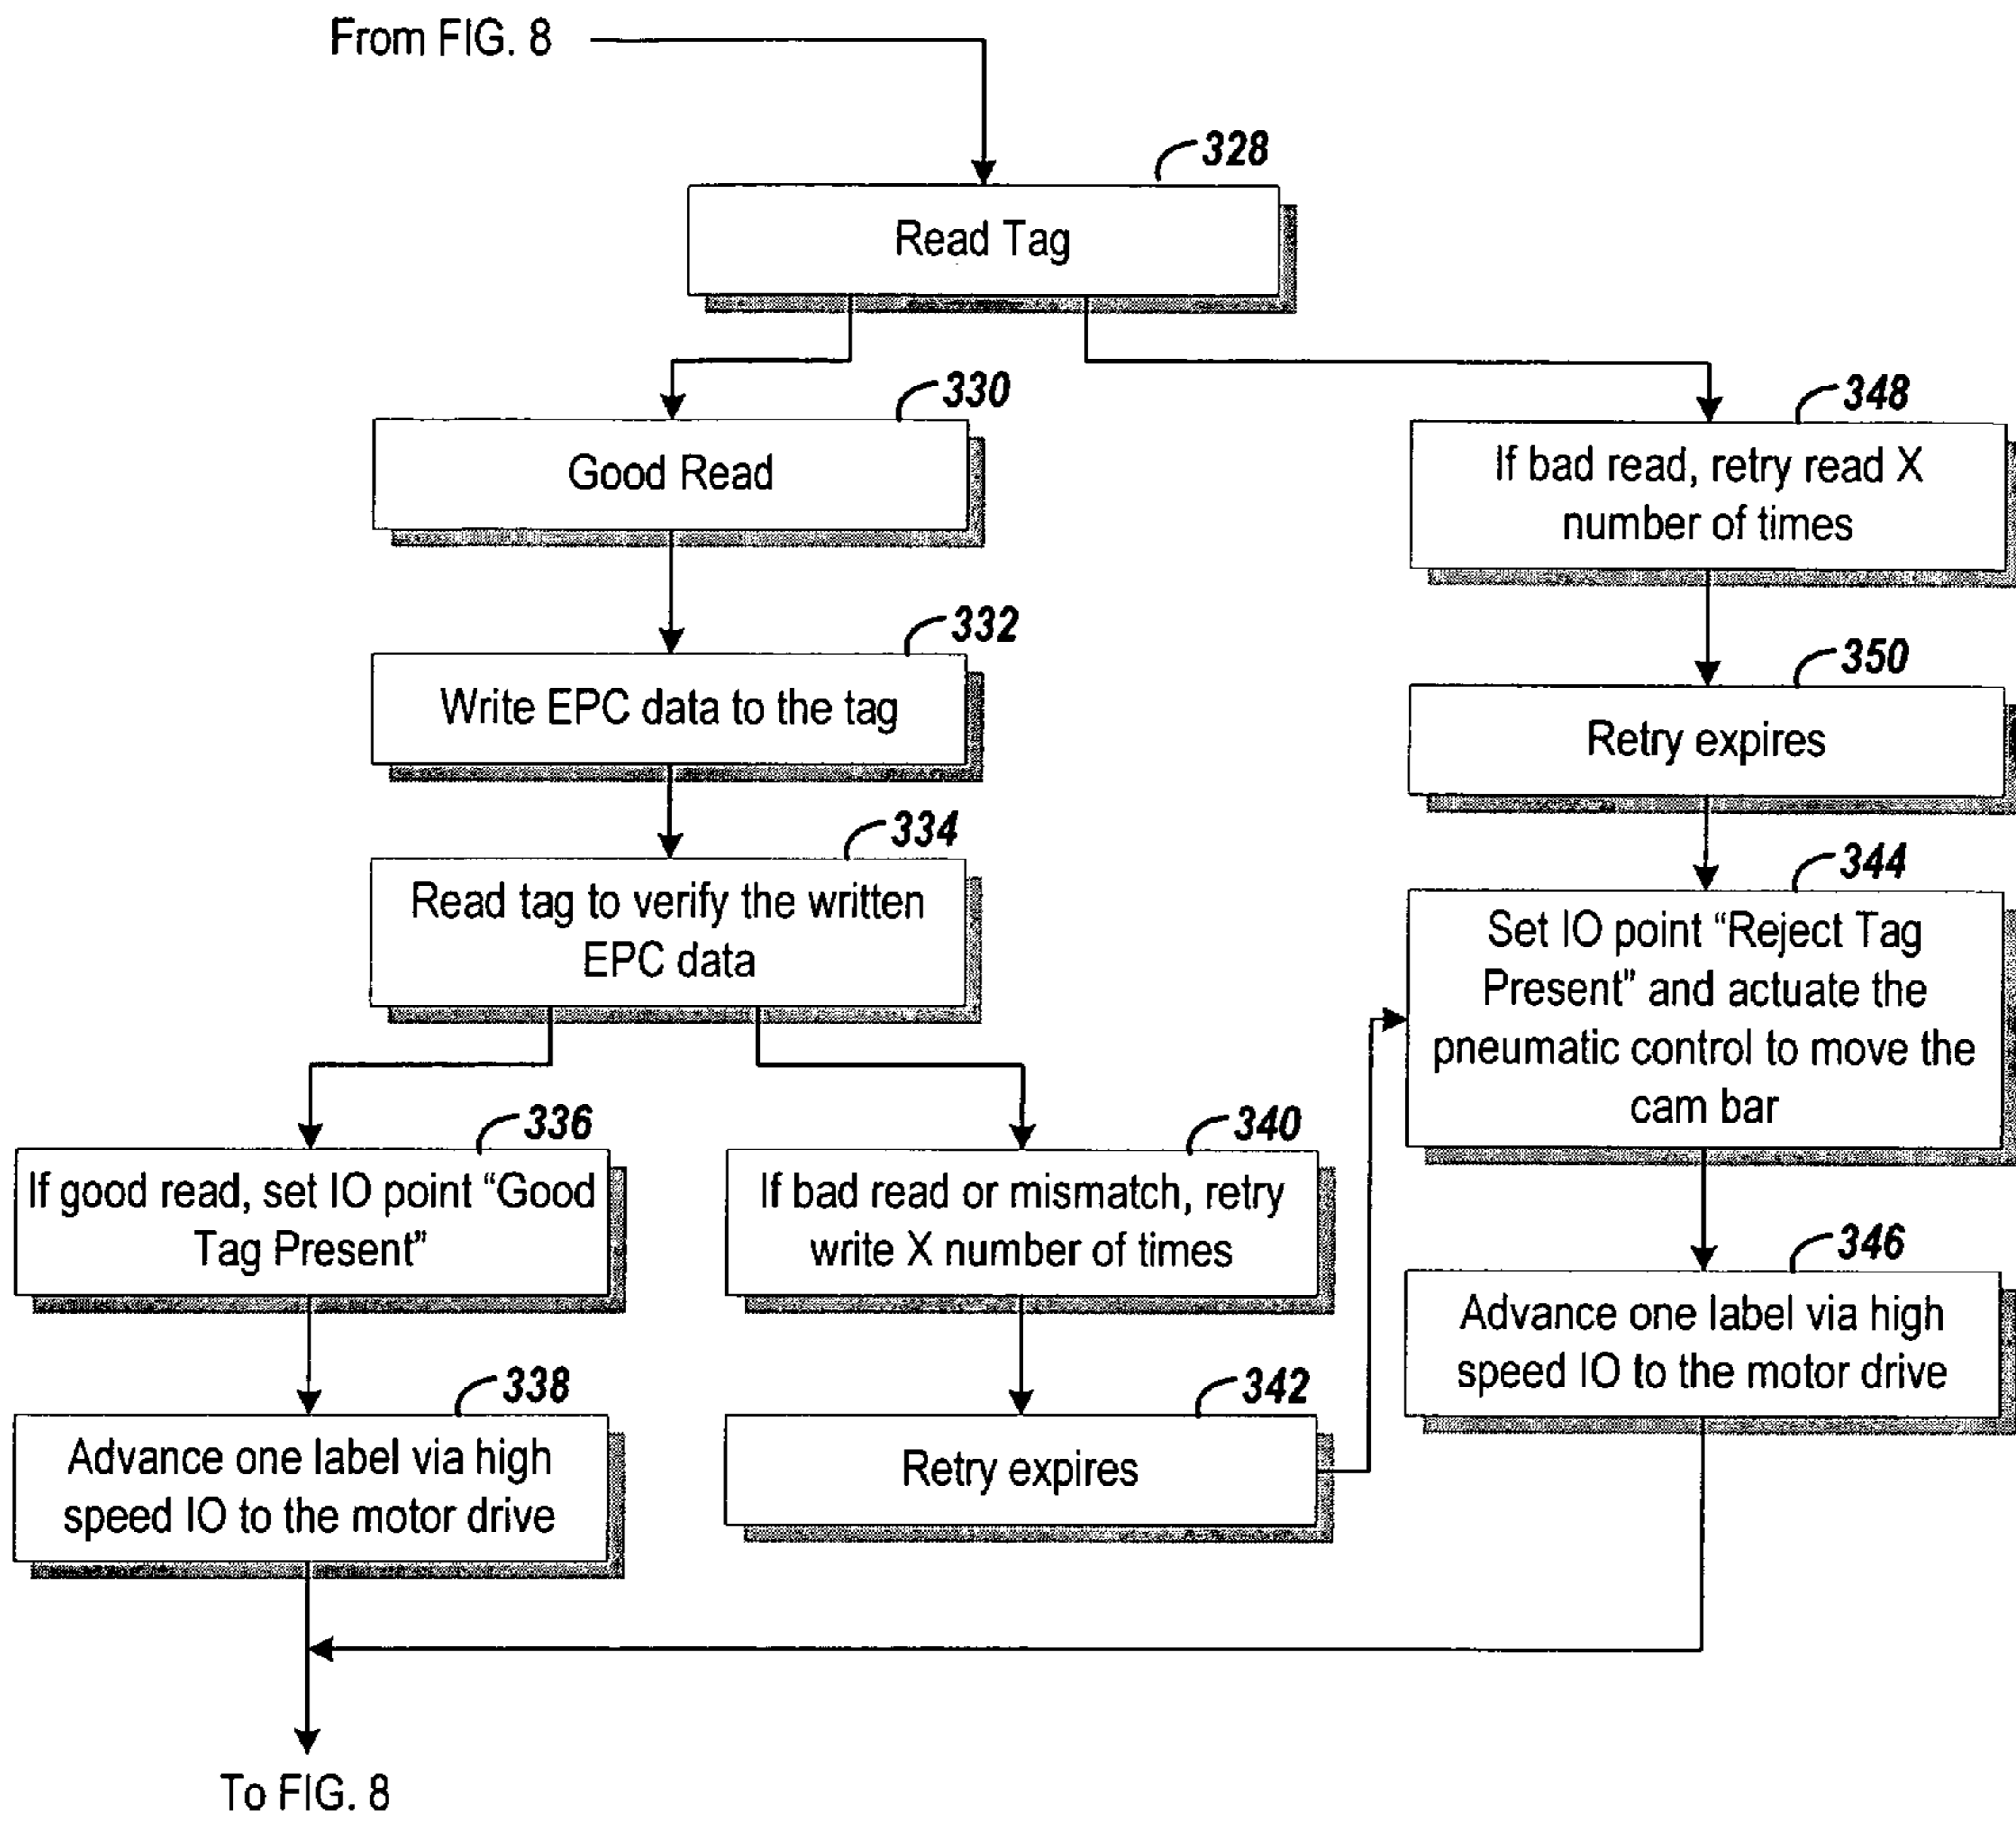 From FIG. 8
328
Read Tag
330
Good Read
348
If bad read, retry read X
number of times
332
Write EPC data to the tag
350
Retry expires
334
Read tag to verify the written
EPC data
344
Set IO point “Reject Tag
Present” and actuate the
pneumatic control to move the
cam bar
336
If good read, set IO point “Good
Tag Present”
340
If bad read or mismatch, retry
write X number of times
346
Advance one label via high
speed IO to the motor drive
338
Advance one label via high
speed IO to the motor drive
342
Retry expires
To FIG. 8